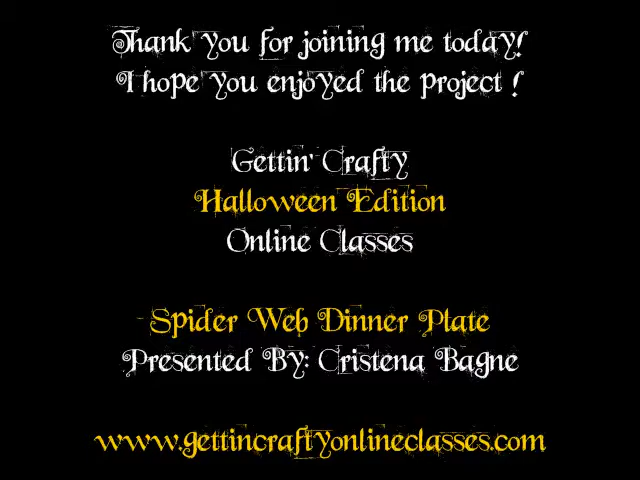 Thank you for joining me today!
I hope you enjoyed the project !
Gettin' Crafty
Halloween Edition
Online Classes
Spider Web Dinner Plate
Presented By: Cristena Bagne
www.gettincraftyonlineclasses.com